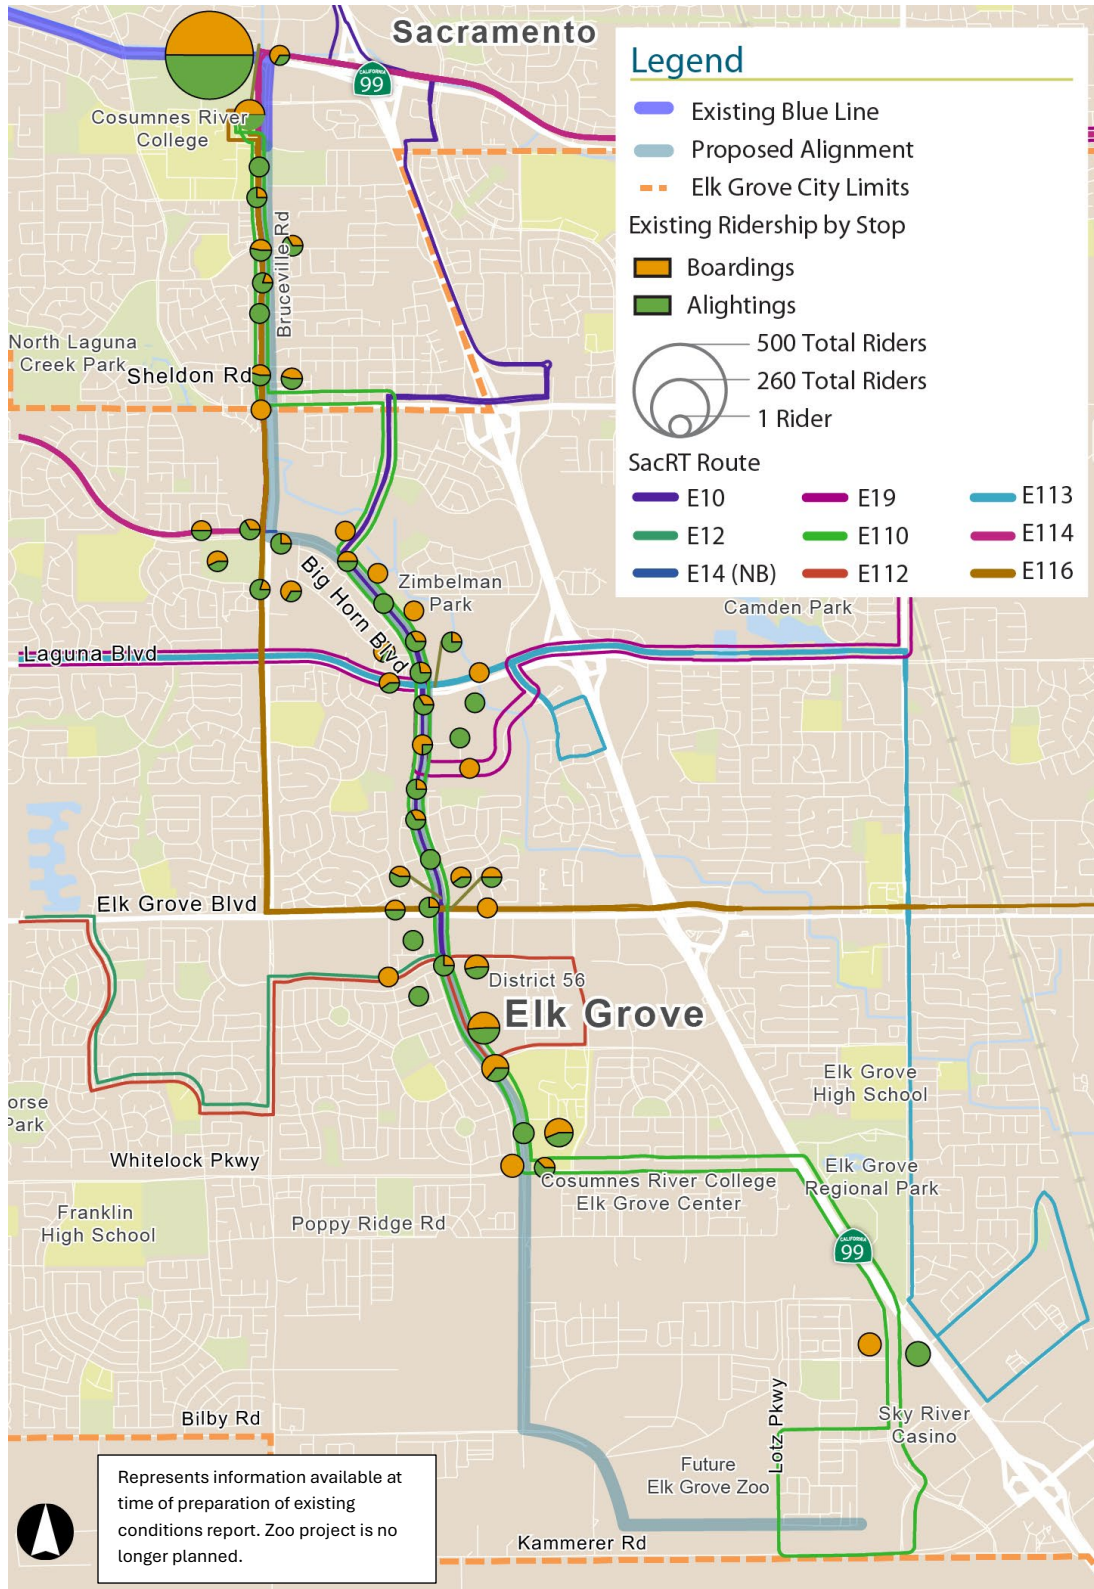 Sacramento
CALIFORNIA
99
Cosumnes River
College
Bruceville Rd
North Laguna
Creek Park
Sheldon Rd
Legend
Existing Blue Line
Proposed Alignment
Elk Grove City Limits
Existing Ridership by Stop
Boardings
Alightings
500 Total Riders
260 Total Riders
1 Rider
SacRT Route
E10
E19
E113
E12
E110
E114
E14 (NB)
E112
E116
Big Horn Blvd
Zimbelman
Park
Camden Park
Laguna Blvd
Elk Grove Blvd
District 56
Elk Grove
Elk Grove
High School
orse
Park
Whitelock Pkwy
Cosumnes River College
Elk Grove Center
Elk Grove
Regional Park
Franklin
High School
Poppy Ridge Rd
CALIFORNIA
99
Bilby Rd
Lotz Pkwy
Sky River
Casino
Future
Elk Grove Zoo
Kammerer Rd
Represents information available at
time of preparation of existing
conditions report. Zoo project is no
longer planned.